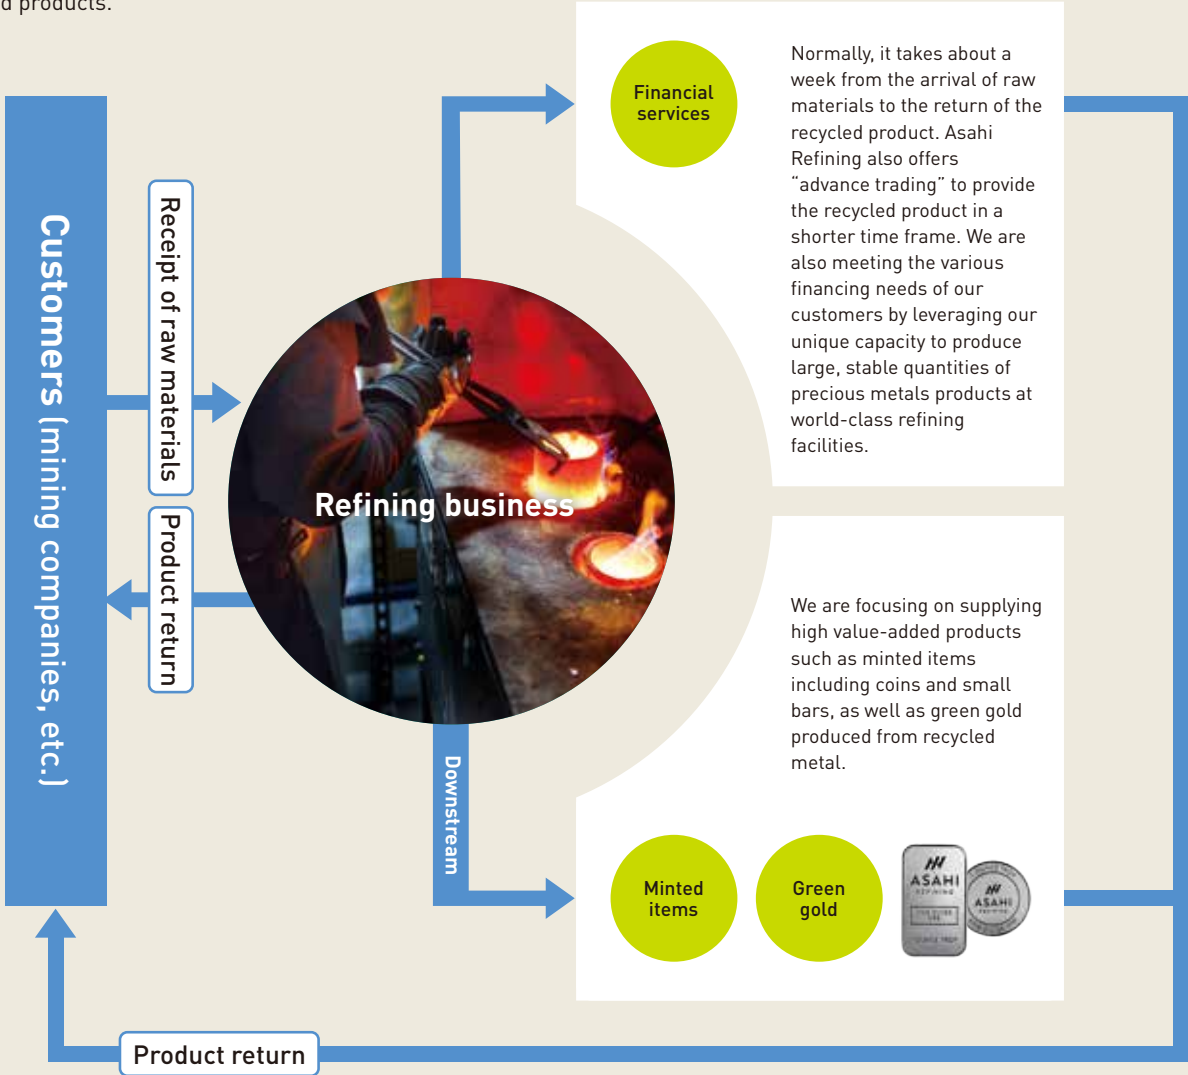 d products.
Financial
services
Normally, it takes about a
week from the arrival of raw
materials to the return of the
recycled product. Asahi
Refining also offers
“advance trading” to provide
the recycled product in a
shorter time frame. We are
also meeting the various
financing needs of our
customers by leveraging our
unique capacity to produce
large, stable quantities of
precious metals products at
world-class refining
facilities.
Customers (mining companies, etc.)
Receipt of raw materials
Product return
Refining business
Downstream
We are focusing on supplying
high value-added products
such as minted items
including coins and small
bars, as well as green gold
produced from recycled
metal.
Minted
items
Green
gold
ASAHI
REFINING
ASAHI
REFINING
Product return